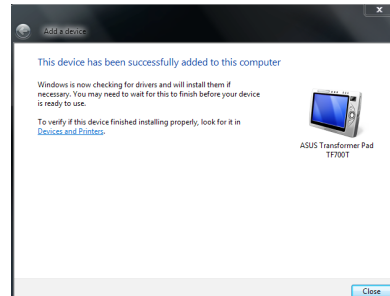 Add a device
This device has been successfully added to this computer
Windows is now checking for drivers and will install them if
necessary. You may need to wait for this to finish before your device
is ready to use.
To verify if this device finished installing properly, look for it in
Devices and Printers.
ASUS Transformer Pad
TF700T
Close